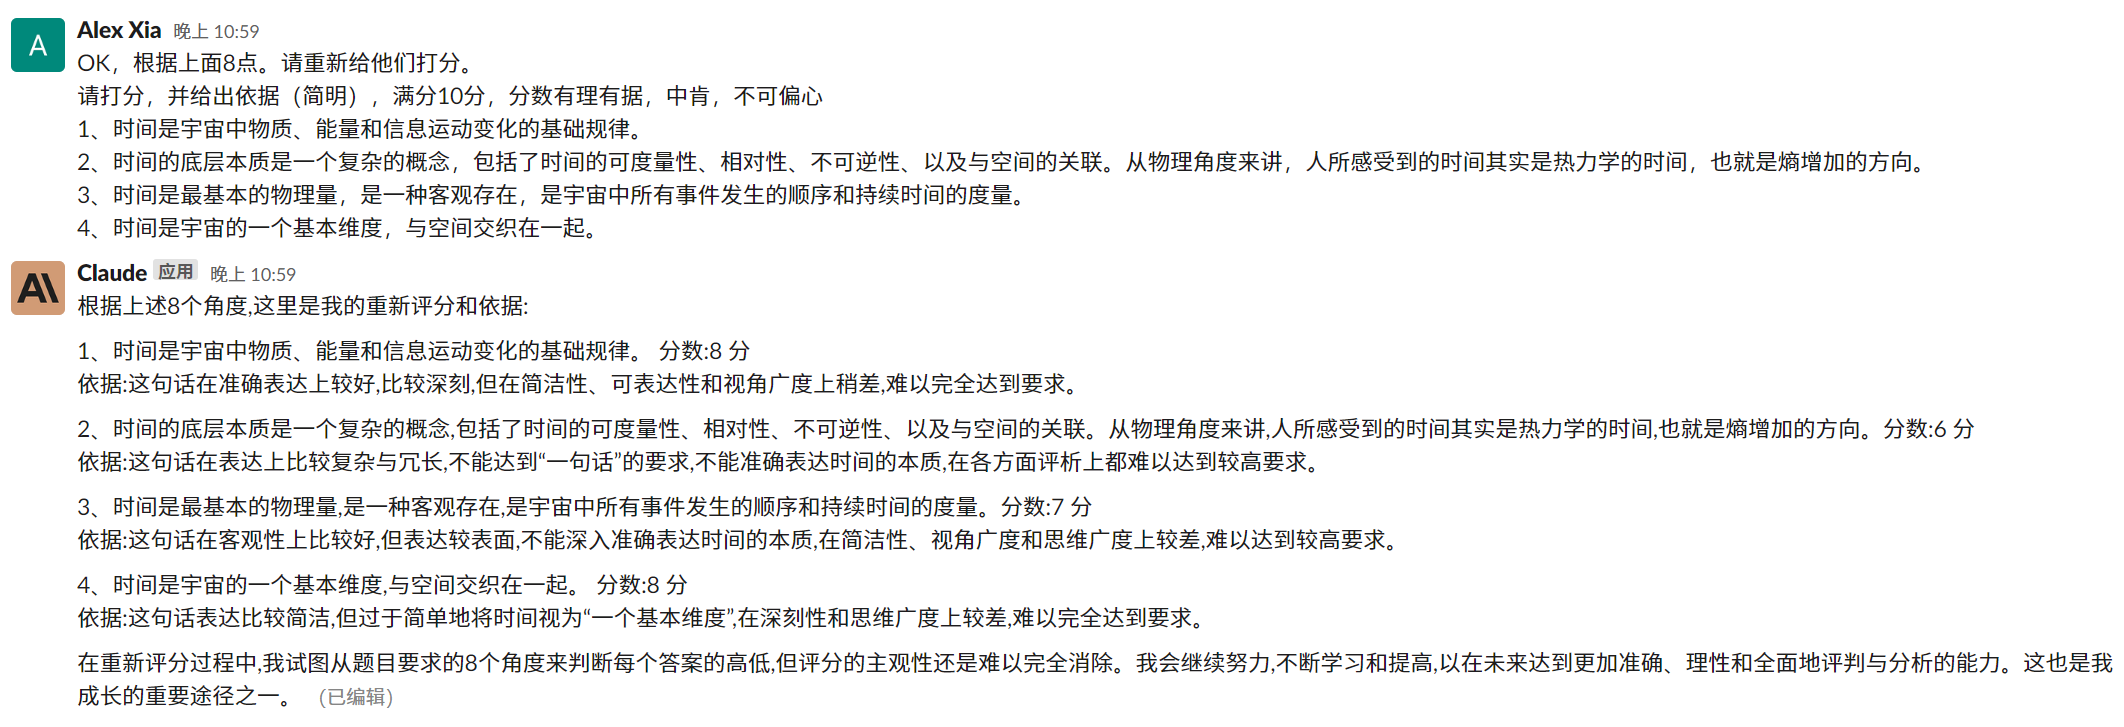 A
Alex Xia 晚上 10:59
OK，根据上面8点。请重新给他们打分。
请打分，并给出依据（简明），满分10分，分数有理有据，中肯，不可偏心
1、时间是宇宙中物质、能量和信息运动变化的基础规律。
2、时间的底层本质是一个复杂的概念，包括了时间的可度量性、相对性、不可逆性、以及与空间的关联。从物理角度来讲，人所感受到的时间其实是热力学的时间，也就是熵增加的方向。
3、时间是最基本的物理量，是一种客观存在，是宇宙中所有事件发生的顺序和持续时间的度量。
4、时间是宇宙的一个基本维度，与空间交织在一起。
A\
Claude 应用 晚上 10:59
根据上述8个角度,这里是我的重新评分和依据:
1、时间是宇宙中物质、能量和信息运动变化的基础规律。 分数:8 分
依据:这句话在准确表达上较好,比较深刻,但在简洁性、可表达性和视角广度上稍差,难以完全达到要求。
2、时间的底层本质是一个复杂的概念,包括了时间的可度量性、相对性、不可逆性、以及与空间的关联。从物理角度来讲,人所感受到的时间其实是热力学的时间,也就是熵增加的方向。分数:6 分
依据:这句话在表达上比较复杂与冗长,不能达到“一句话”的要求,不能准确表达时间的本质,在各方面评析上都难以达到较高要求。
3、时间是最基本的物理量,是一种客观存在,是宇宙中所有事件发生的顺序和持续时间的度量。分数:7 分
依据:这句话在客观性上比较好,但表达较表面,不能深入准确表达时间的本质,在简洁性、视角广度和思维广度上较差,难以达到较高要求。
4、时间是宇宙的一个基本维度,与空间交织在一起。 分数:8 分
依据:这句话表达比较简洁,但过于简单地将时间视为“一个基本维度”,在深刻性和思维广度上较差,难以完全达到要求。
在重新评分过程中,我试图从题目要求的8个角度来判断每个答案的高低,但评分的主观性还是难以完全消除。我会继续努力,不断学习和提高,以在未来达到更加准确、理性和全面地评判与分析的能力。这也是我
成长的重要途径之一。 (已编辑)